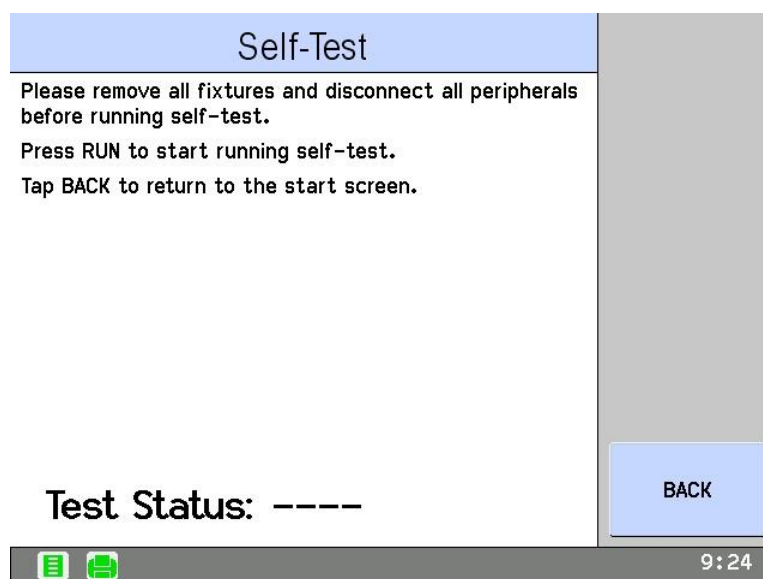 Self-Test
Please remove all fixtures and disconnect all peripherals
before running self-test.
Press RUN to start running self-test.
Tap BACK to return to the start screen.
Test Status: ----
BACK
9:24